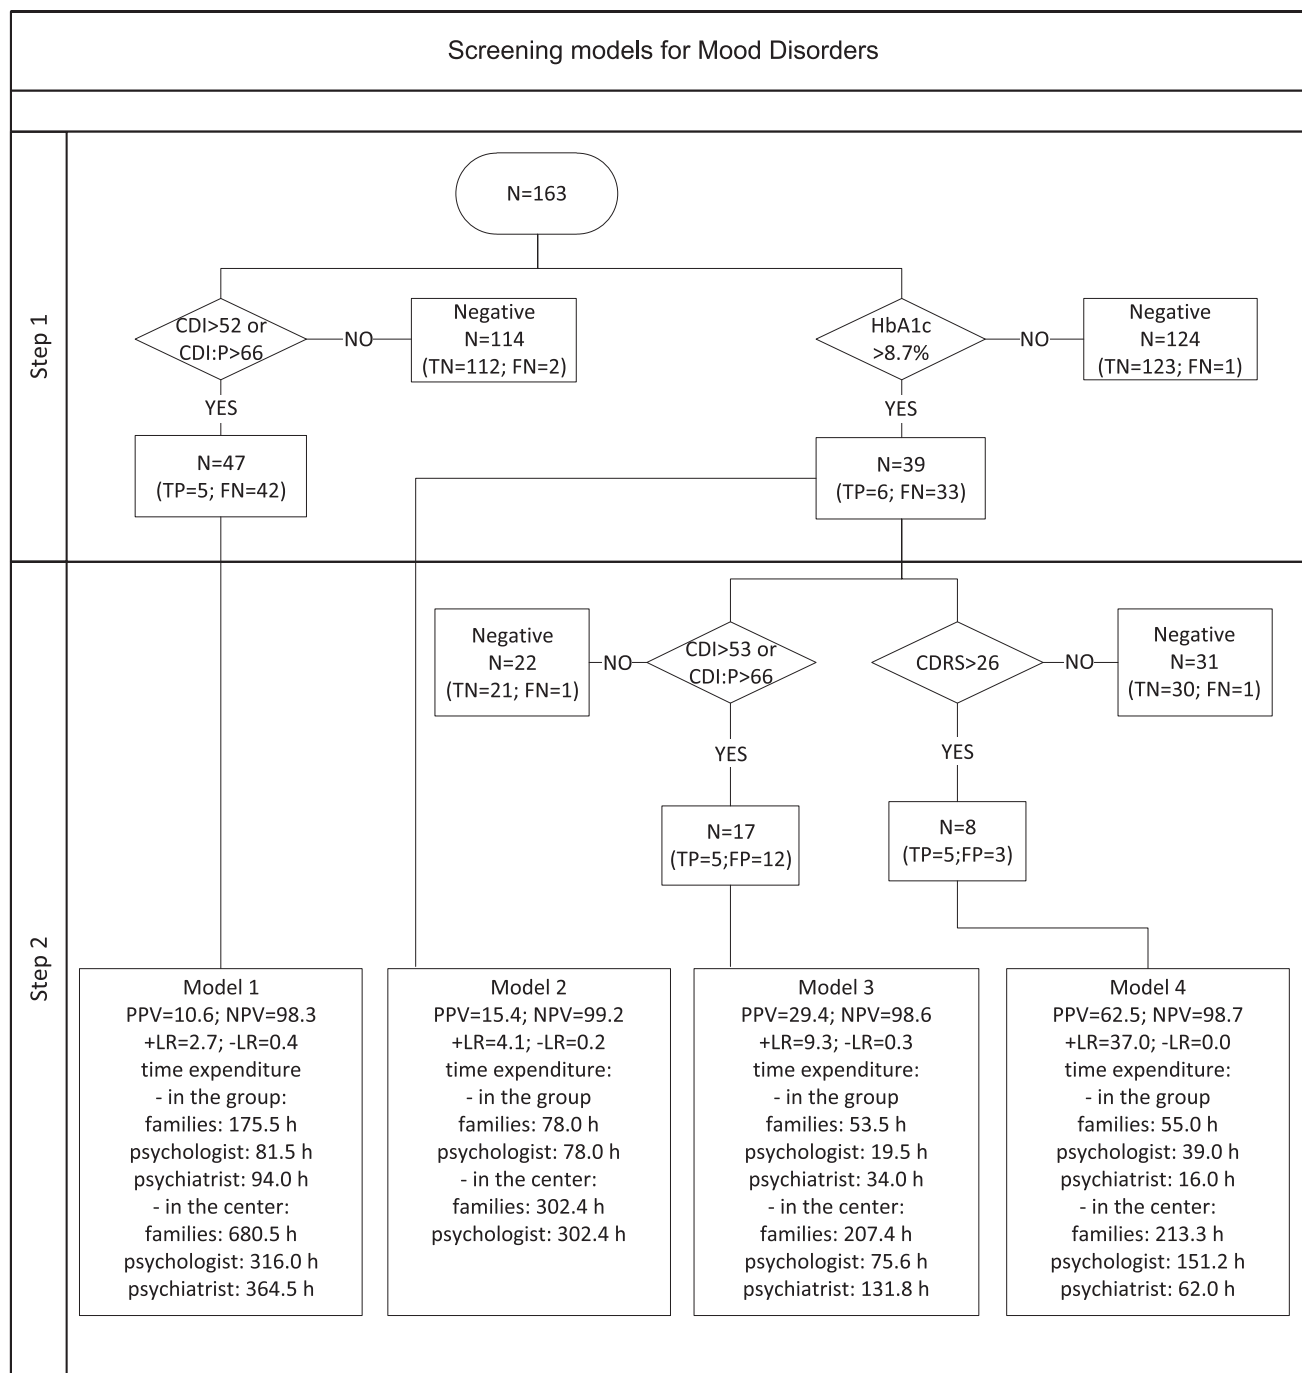 Screening models for Mood Disorders
Step 1
N=163
CDI>52 or
CDI:P>66
NO
Negative
N=114
(TN=112; FN=2)
YES
N=47
(TP=5; FN=42)
HbA1c
>8.7%
NO
Negative
N=124
(TN=123; FN=1)
YES
N=39
(TP=6; FN=33)
Step 2
Negative
N=22
(TN=21; FN=1)
NO
CDI>53 or
CDI:P>66
YES
N=17
(TP=5;FP=12)
CDRS>26
NO
Negative
N=31
(TN=30; FN=1)
YES
N=8
(TP=5;FP=3)
Model 1
PPV=10.6; NPV=98.3
+LR=2.7; -LR=0.4
time expenditure
- in the group:
families: 175.5 h
psychologist: 81.5 h
psychiatrist: 94.0 h
- in the center:
families: 680.5 h
psychologist: 316.0 h
psychiatrist: 364.5 h
Model 2
PPV=15.4; NPV=99.2
+LR=4.1; -LR=0.2
time expenditure:
- in the group
families: 78.0 h
psychologist: 78.0 h
- in the center:
families: 302.4 h
psychologist: 302.4 h
Model 3
PPV=29.4; NPV=98.6
+LR=9.3; -LR=0.3
time expenditure:
- in the group
families: 53.5 h
psychologist: 19.5 h
psychiatrist: 34.0 h
- in the center:
families: 207.4 h
psychologist: 75.6 h
psychiatrist: 131.8 h
Model 4
PPV=62.5; NPV=98.7
+LR=37.0; -LR=0.0
time expenditure:
- in the group
families: 55.0 h
psychologist: 39.0 h
psychiatrist: 16.0 h
- in the center:
families: 213.3 h
psychologist: 151.2 h
psychiatrist: 62.0 h